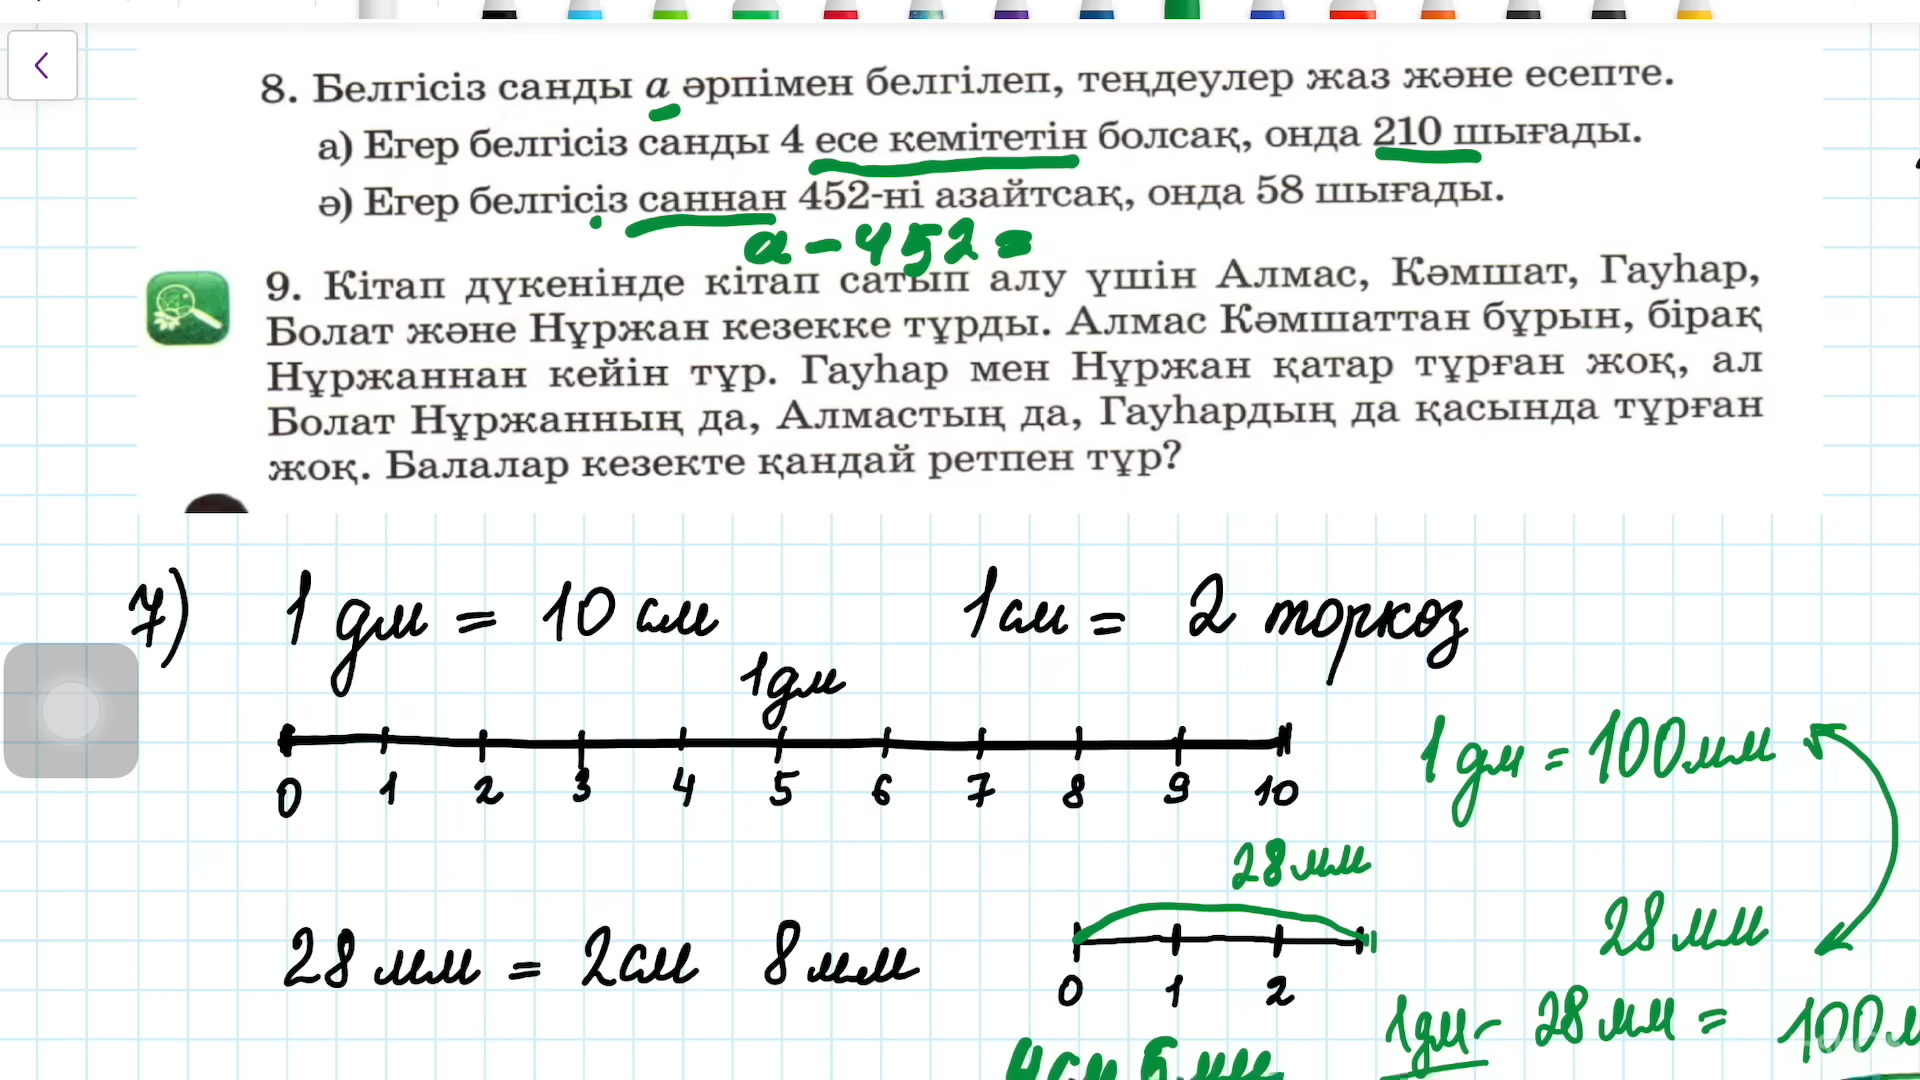 8. Белгісіз санды a әрпімен белгілеп, теңдеулер жаз және есепте.
а) Егер белгісіз санды 4 есе кемітетін болсақ, онда 210 шығады.
ә) Егер белгісіз саннан 452-ні азайтсақ, онда 58 шығады.
a - 452 =
9. Кітап дүкенінде кітап сатып алу үшін Алмас, Кәмшат, Гауһар,
Болат және Нұржан кезекке тұрды. Алмас Кәмшаттан бұрын, бірақ
Нұржаннан кейін тұр. Гауһар мен Нұржан қатар тұрған жоқ, ал
Болат Нұржанның да, Алмастың да, Гауһардың да қасында тұрған
жоқ. Балалар кезекте қандай ретпен тұр?
7) 1 дм = 10 см 1 см = 2 торкөз
1 дм
0 1 2 3 4 5 6 7 8 9 10
1 дм = 100 мм
28 мм
28 мм = 2 см 8 мм
0 1 2
28 мм
1 дм - 28 мм = 100 м
4 см 5 мм